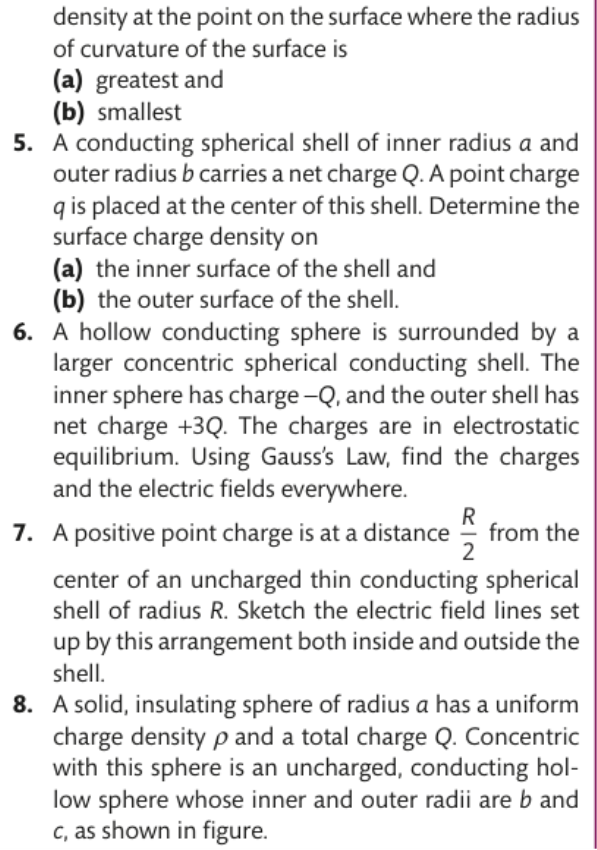 density at the point on the surface where the radius
of curvature of the surface is
(a) greatest and
(b) smallest
5. A conducting spherical shell of inner radius a and
outer radius b carries a net charge Q. A point charge
q is placed at the center of this shell. Determine the
surface charge density on
(a) the inner surface of the shell and
(b) the outer surface of the shell.
6. A hollow conducting sphere is surrounded by a
larger concentric spherical conducting shell. The
inner sphere has charge –Q, and the outer shell has
net charge +3Q. The charges are in electrostatic
equilibrium. Using Gauss's Law, find the charges
and the electric fields everywhere.
7. A positive point charge is at a distance R/2 from the
center of an uncharged thin conducting spherical
shell of radius R. Sketch the electric field lines set
up by this arrangement both inside and outside the
shell.
8. A solid, insulating sphere of radius a has a uniform
charge density ρ and a total charge Q. Concentric
with this sphere is an uncharged, conducting hol-
low sphere whose inner and outer radii are b and
c, as shown in figure.